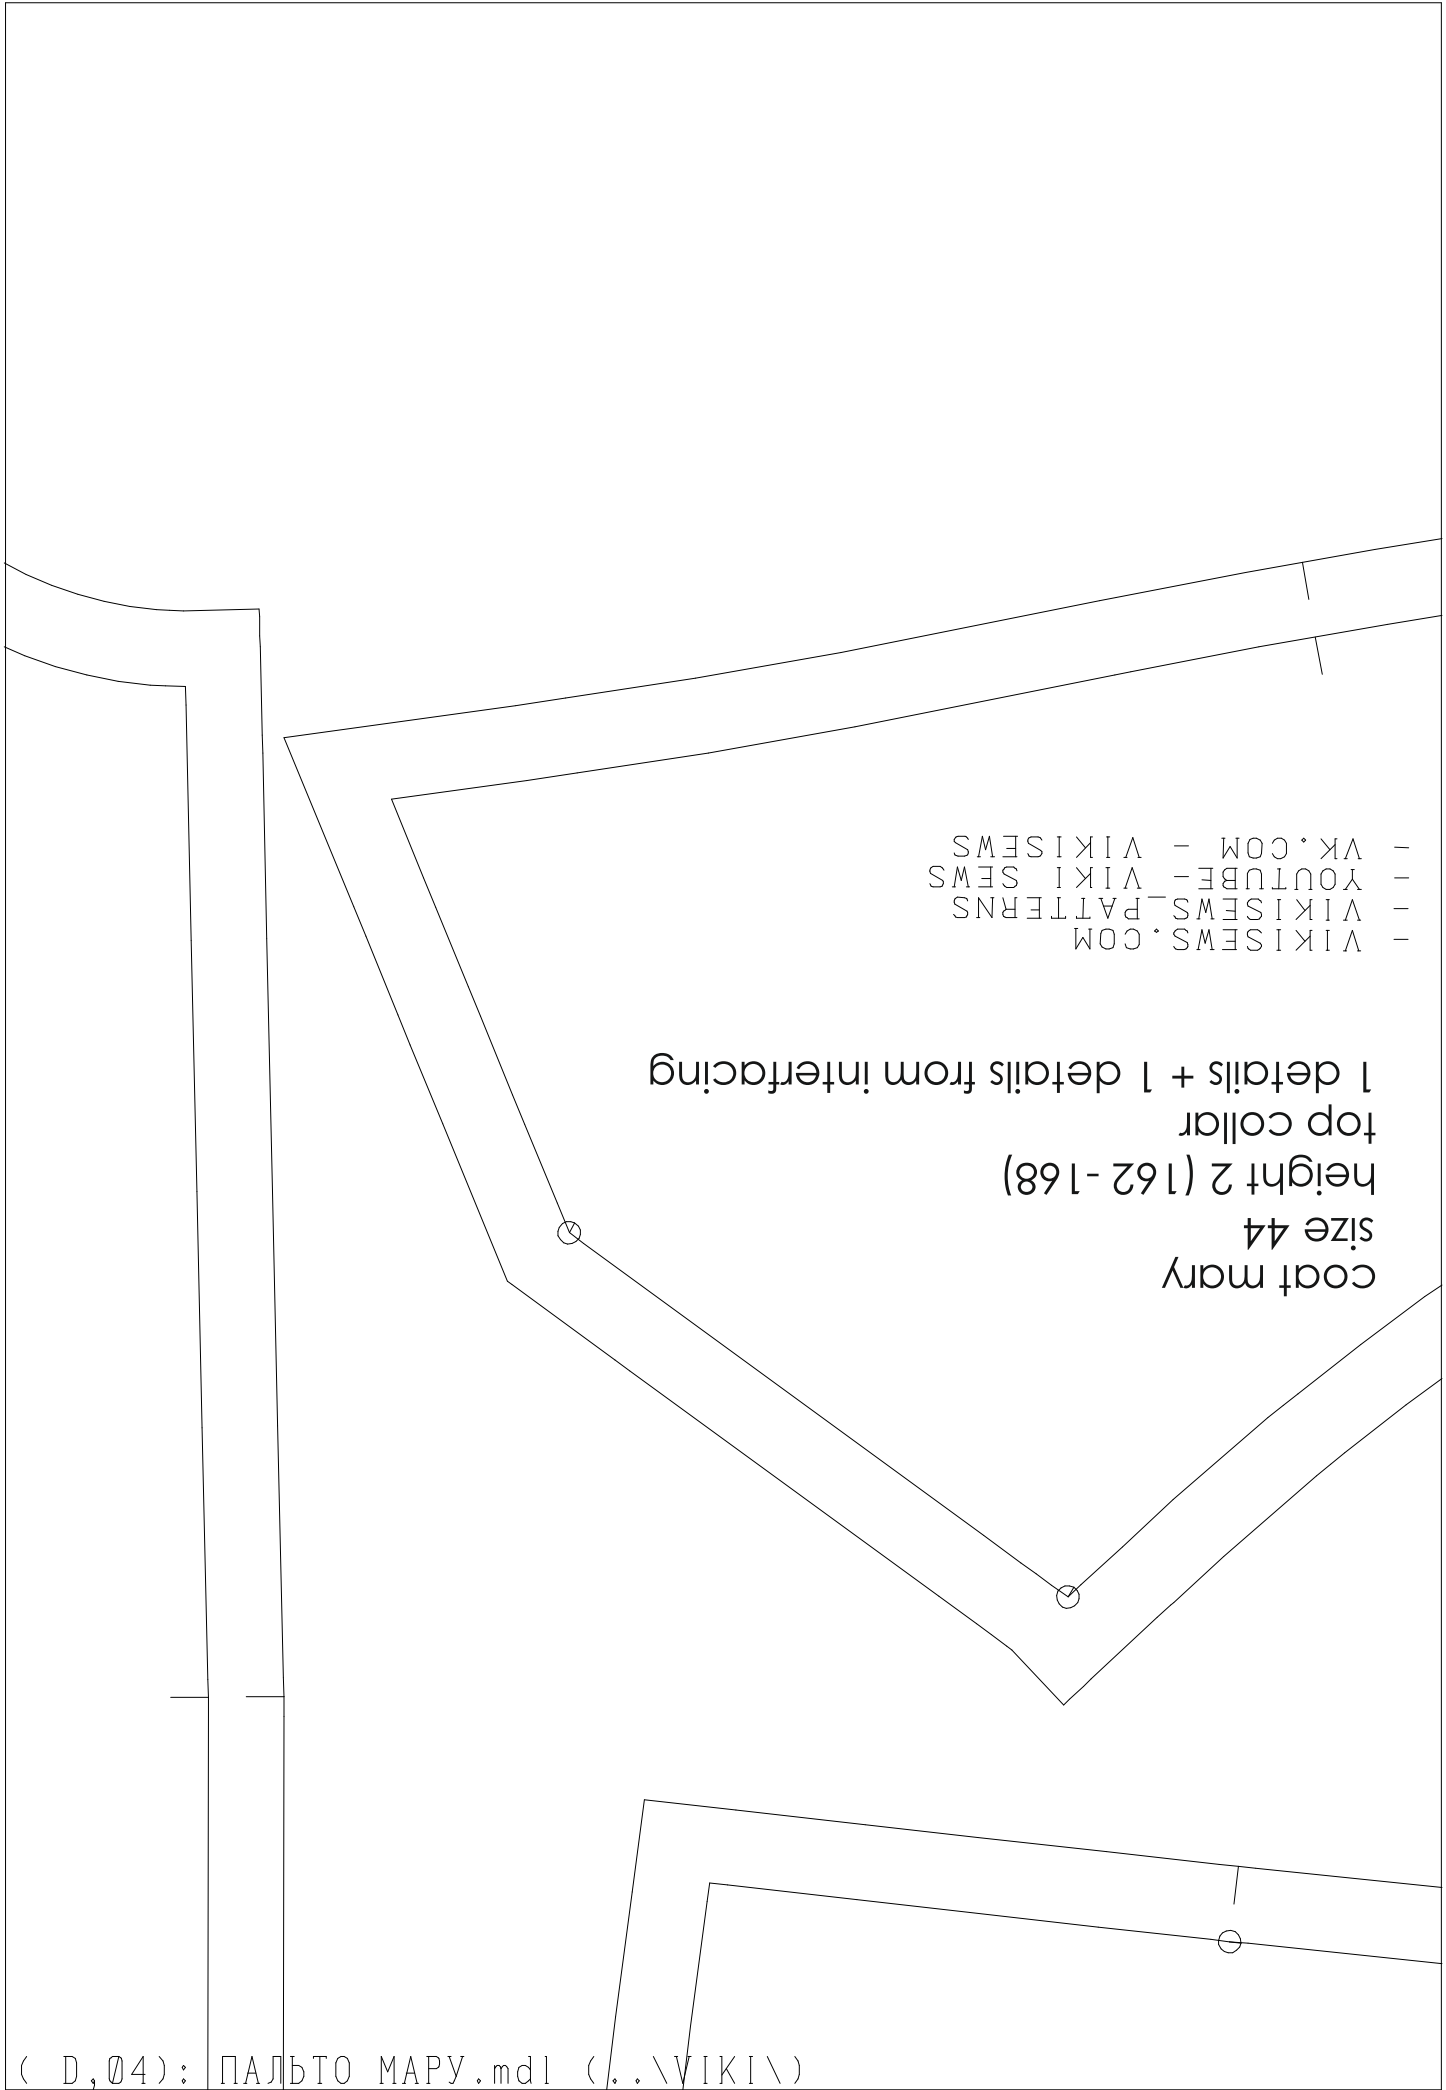 coat mary
size 44
height 2 (162 -168)
top collar
1 details + 1 details from interfacing
- VIKISEWS.COM
- VIKISEWS_PATTERNS
- YOUTUBE- VIKI SEWS
- VK.COM - VIKISEWS
( D,04): ПАЛЬТО МАРУ.mdl (..\VIKI\)